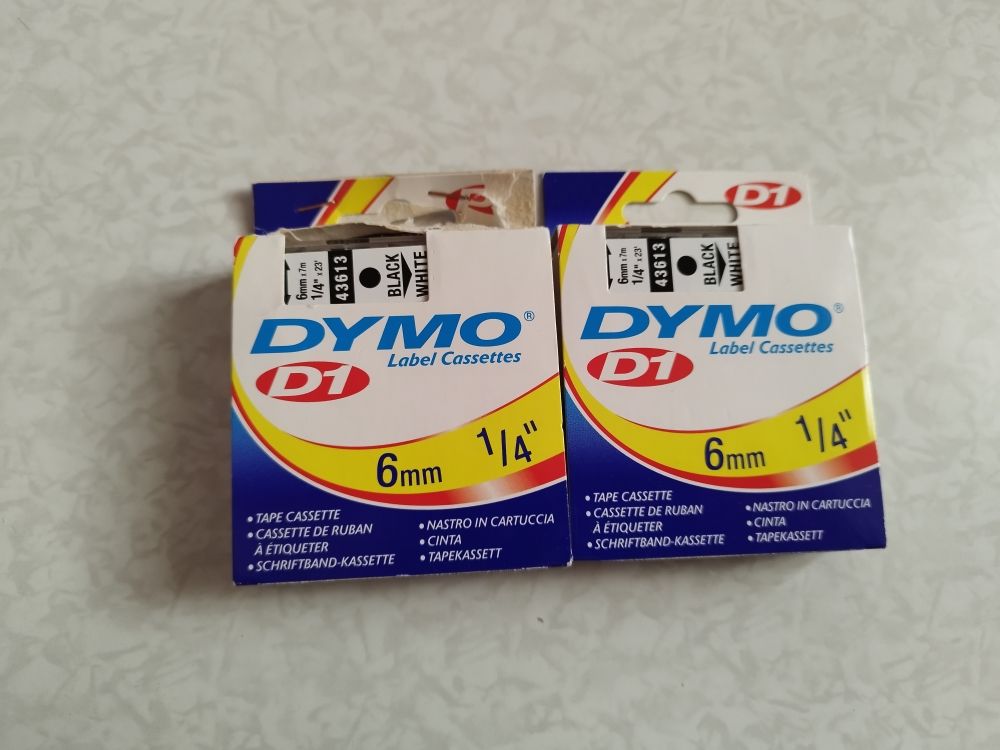 6mm x 7m
1/4" x 23'
43613
BLACK
WHITE
DYMO®
Label Cassettes
D1
6mm 1/4"
• TAPE CASSETTE
• CASSETTE DE RUBAN
À ÉTIQUETER
• SCHRIFTBAND-KASSETTE
• NASTRO IN CARTUCCIA
• CINTA
• TAPEKASSETT
D1
6mm x 7m
1/4" x 23'
43613
BLACK
WHITE
DYMO®
Label Cassettes
D1
6mm 1/4"
• TAPE CASSETTE
• CASSETTE DE RUBAN
À ÉTIQUETER
• SCHRIFTBAND-KASSETTE
• NASTRO IN CARTUCCIA
• CINTA
• TAPEKASSETT